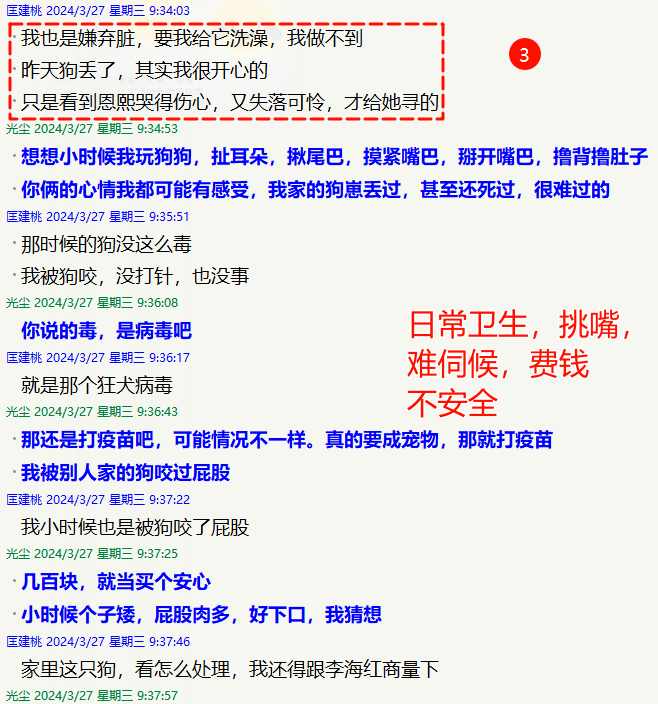 匡建桃 2024/3/27 星期三 9:34:03
· 我也是嫌弃脏，要我给它洗澡，我做不到
· 昨天狗丢了，其实我很开心的
· 只是看到恩熙哭得伤心，又失落可怜，才给她寻的
3
光尘 2024/3/27 星期三 9:34:53
· 想想小时候我玩狗狗，扯耳朵，揪尾巴，摸紧嘴巴，掰开嘴巴，撸背撸肚子
· 你俩的心情我都可能有感受，我家的狗崽丢过，甚至还死过，很难过的
匡建桃 2024/3/27 星期三 9:35:51
· 那时候的狗没这么毒
· 我被狗咬，没打针，也没事
光尘 2024/3/27 星期三 9:36:08
你说的毒，是病毒吧
匡建桃 2024/3/27 星期三 9:36:17
就是那个狂犬病毒
日常卫生，挑嘴，
难伺候，费钱
不安全
光尘 2024/3/27 星期三 9:36:43
· 那还是打疫苗吧，可能情况不一样。真的要成宠物，那就打疫苗
· 我被别人家的狗咬过屁股
匡建桃 2024/3/27 星期三 9:37:22
我小时候也是被狗咬了屁股
光尘 2024/3/27 星期三 9:37:25
· 几百块，就当买个安心
· 小时候个子矮，屁股肉多，好下口，我猜想
匡建桃 2024/3/27 星期三 9:37:46
家里这只狗，看怎么处理，我还得跟李海红商量下
光尘 2024/3/27 星期三 9:37:57